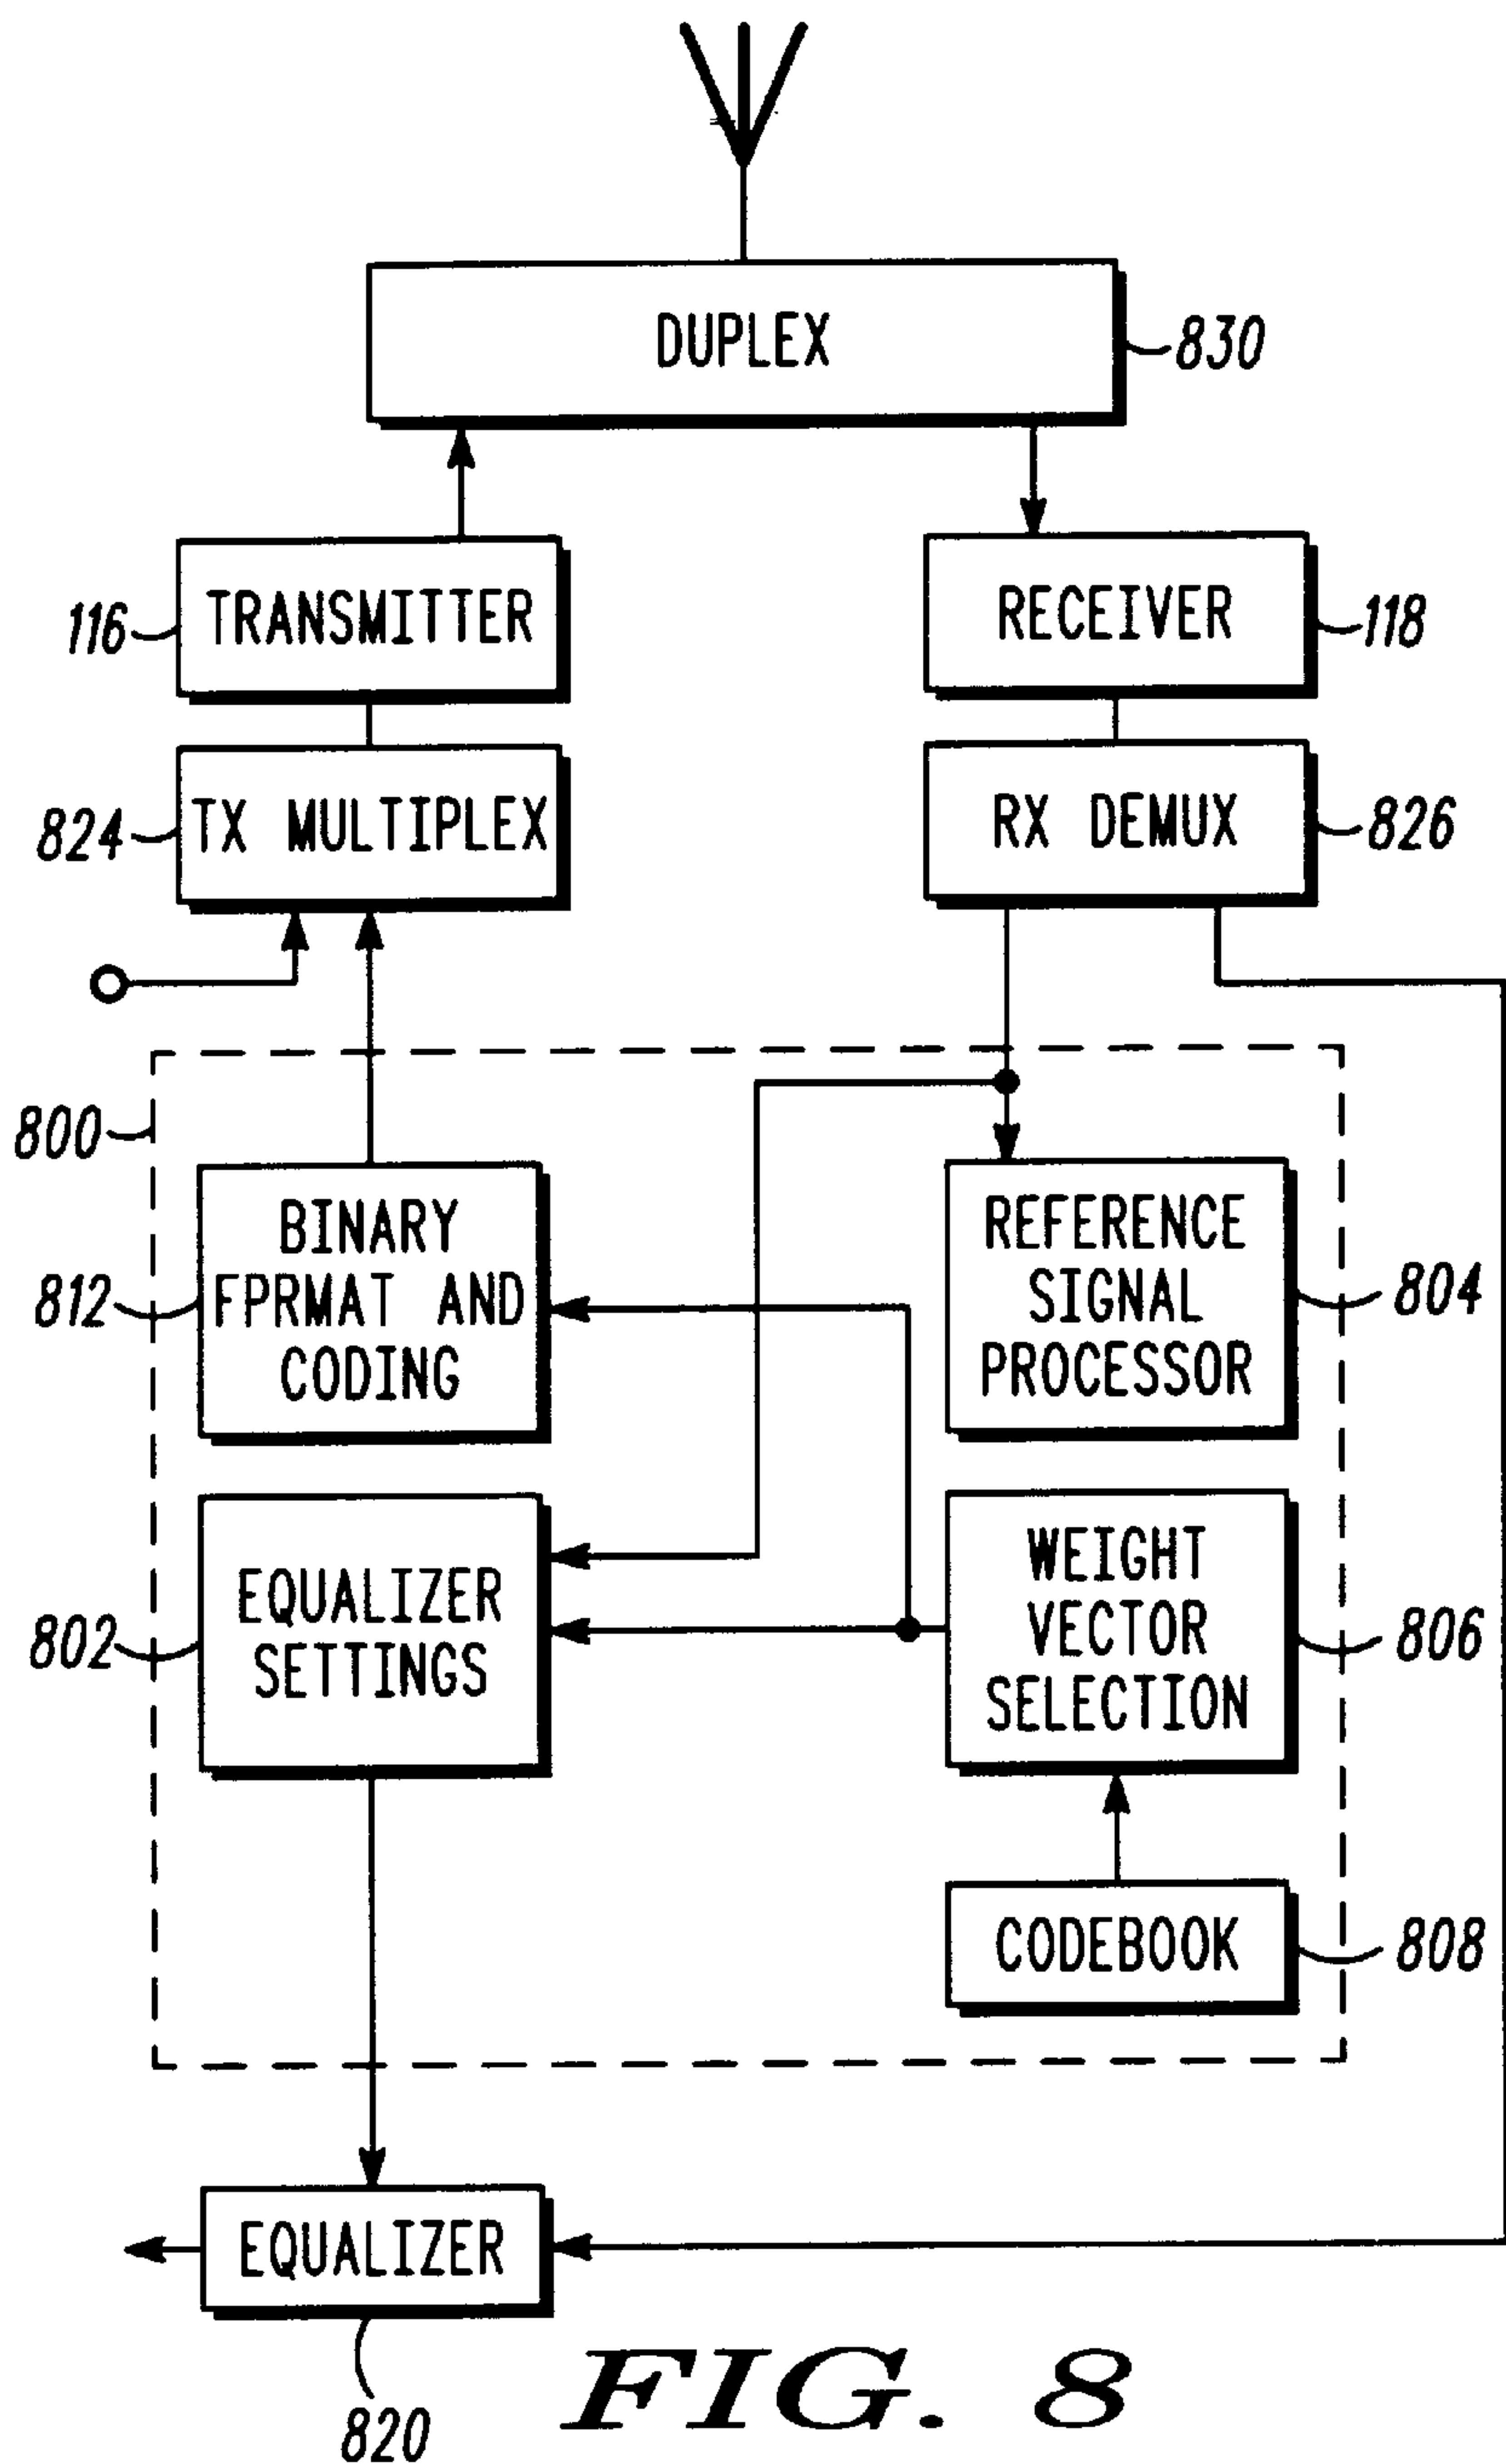 DUPLEX
830
TRANSMITTER
116
RECEIVER
118
TX MULTIPLEX
824
RX DEMUX
826
800
BINARY
FPRMAT AND
CODING
812
REFERENCE
SIGNAL
PROCESSOR
804
EQUALIZER
SETTINGS
802
WEIGHT
VECTOR
SELECTION
806
CODEBOOK
808
EQUALIZER
820
FIG. 8